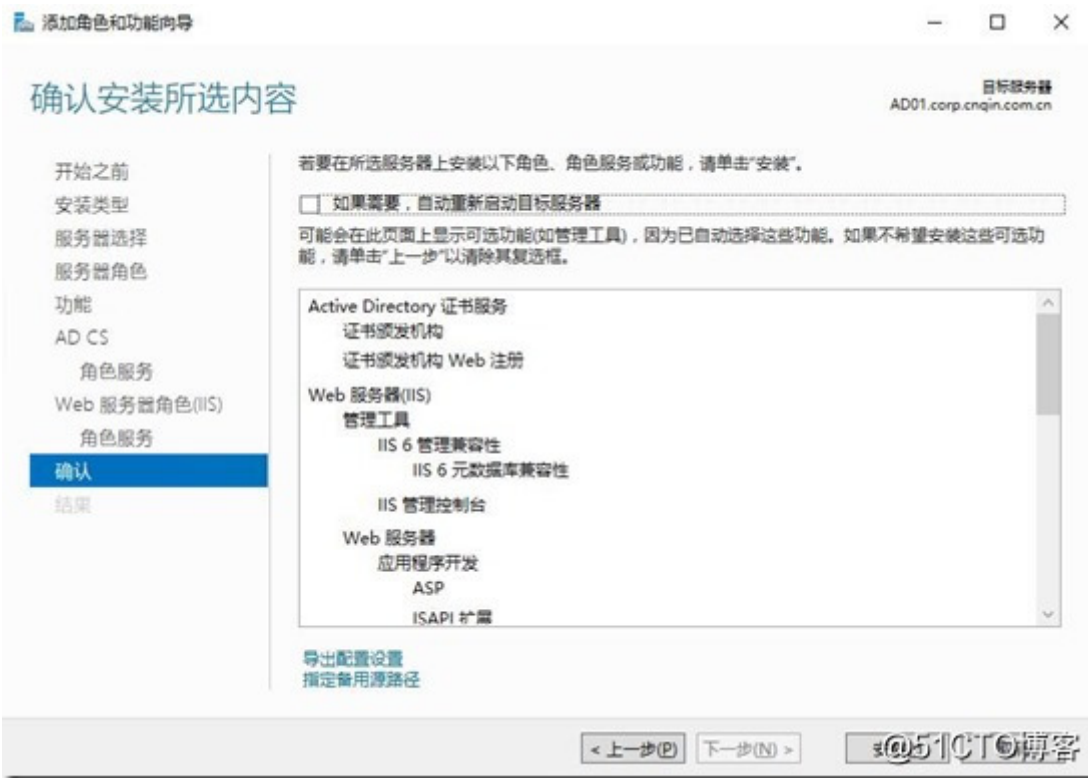 添加角色和功能向导
确认安装所选内容
目标服务器
AD01.corp.cnqin.com.cn
开始之前
安装类型
服务器选择
服务器角色
功能
AD CS
角色服务
Web 服务器角色(IIS)
角色服务
确认
结果
若要在所选服务器上安装以下角色、角色服务或功能，请单击"安装"。
如果需要，自动重新启动目标服务器
可能会在此页面上显示可选功能(如管理工具)，因为已自动选择这些功能。如果不希望安装这些可选功
能，请单击"上一步"以清除其复选框。
Active Directory 证书服务
证书颁发机构
证书颁发机构 Web 注册
Web 服务器(IIS)
管理工具
IIS 6 管理兼容性
IIS 6 元数据库兼容性
IIS 管理控制台
Web 服务器
应用程序开发
ASP
ISAPI 扩展
导出配置设置
指定备用源路径
< 上一步(P)
下一步(N) >
@51CTO博客